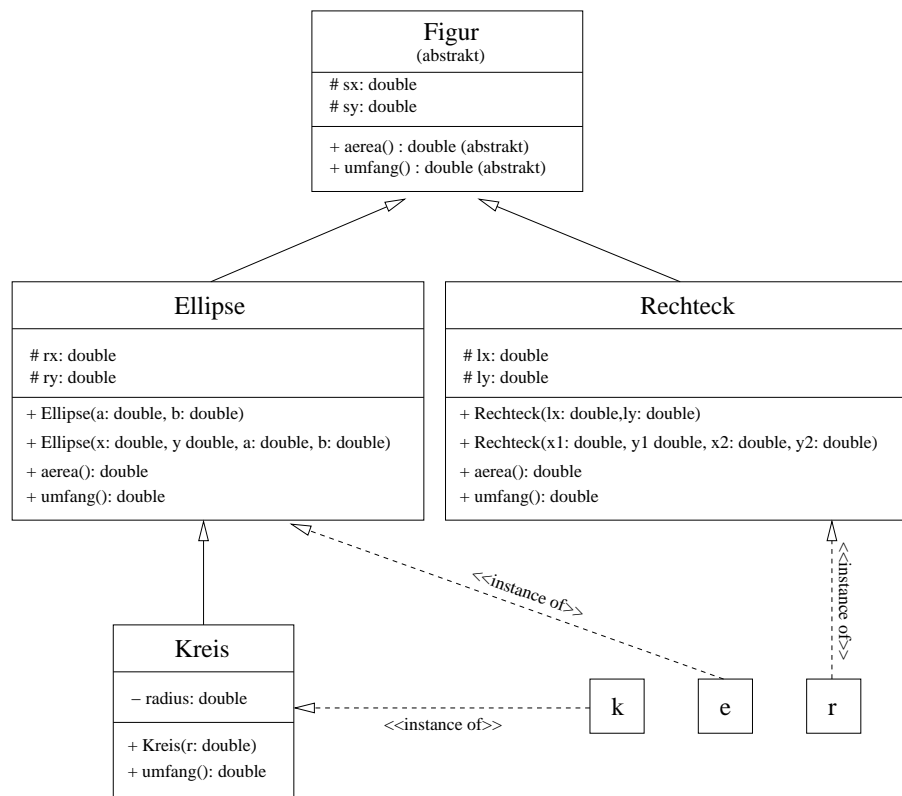 Figur
(abstrakt)
# sx: double
# sy: double
+ aerea() : double (abstrakt)
+ umfang() : double (abstrakt)
Ellipse
# rx: double
# ry: double
+ Ellipse(a: double, b: double)
+ Ellipse(x: double, y double, a: double, b: double)
+ aerea(): double
+ umfang(): double
Rechteck
# lx: double
# ly: double
+ Rechteck(lx: double,ly: double)
+ Rechteck(x1: double, y1 double, x2: double, y2: double)
+ aerea(): double
+ umfang(): double
<<instance of>>
<<instance of>>
Kreis
− radius: double
+ Kreis(r: double)
+ umfang(): double
<<instance of>>
k
e
r